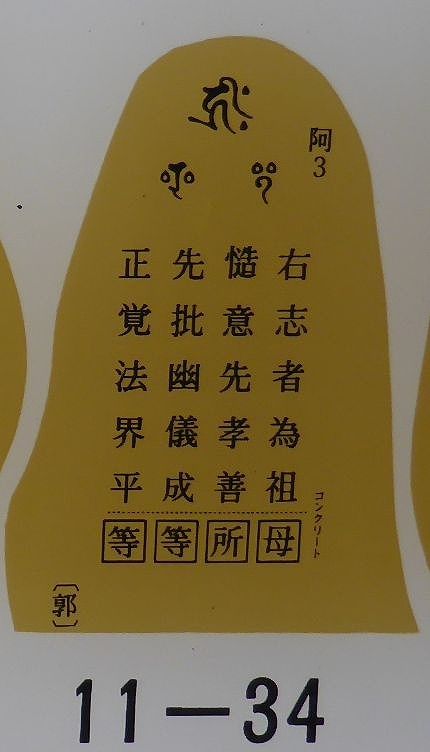 阿3
右志者為祖母
慥意先孝善所
先批幽儀成等
正覚法界平等
コンクリート
〔郭〕
11—34